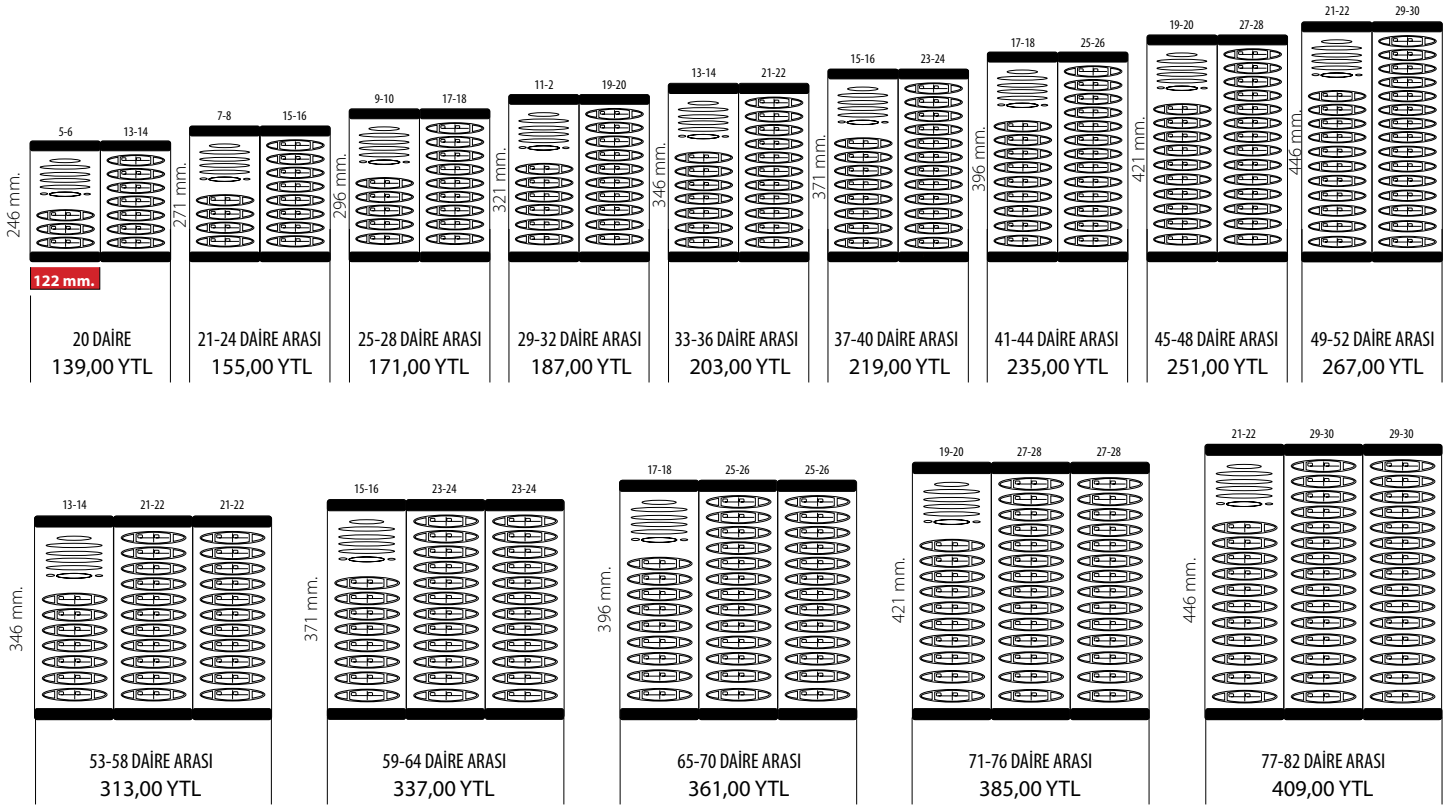 5-6 13-14
246 mm.
122 mm.
20 DAİRE
139,00 YTL
7-8 15-16
271 mm.
21-24 DAİRE ARASI
155,00 YTL
9-10 17-18
296 mm.
25-28 DAİRE ARASI
171,00 YTL
11-2 19-20
321 mm.
29-32 DAİRE ARASI
187,00 YTL
13-14 21-22
346 mm.
33-36 DAİRE ARASI
203,00 YTL
15-16 23-24
371 mm.
37-40 DAİRE ARASI
219,00 YTL
17-18 25-26
396 mm.
41-44 DAİRE ARASI
235,00 YTL
19-20 27-28
421 mm.
45-48 DAİRE ARASI
251,00 YTL
21-22 29-30
446 mm.
49-52 DAİRE ARASI
267,00 YTL
13-14 21-22 21-22
346 mm.
53-58 DAİRE ARASI
313,00 YTL
15-16 23-24 23-24
371 mm.
59-64 DAİRE ARASI
337,00 YTL
17-18 25-26 25-26
396 mm.
65-70 DAİRE ARASI
361,00 YTL
19-20 27-28 27-28
421 mm.
71-76 DAİRE ARASI
385,00 YTL
21-22 29-30 29-30
446 mm.
77-82 DAİRE ARASI
409,00 YTL